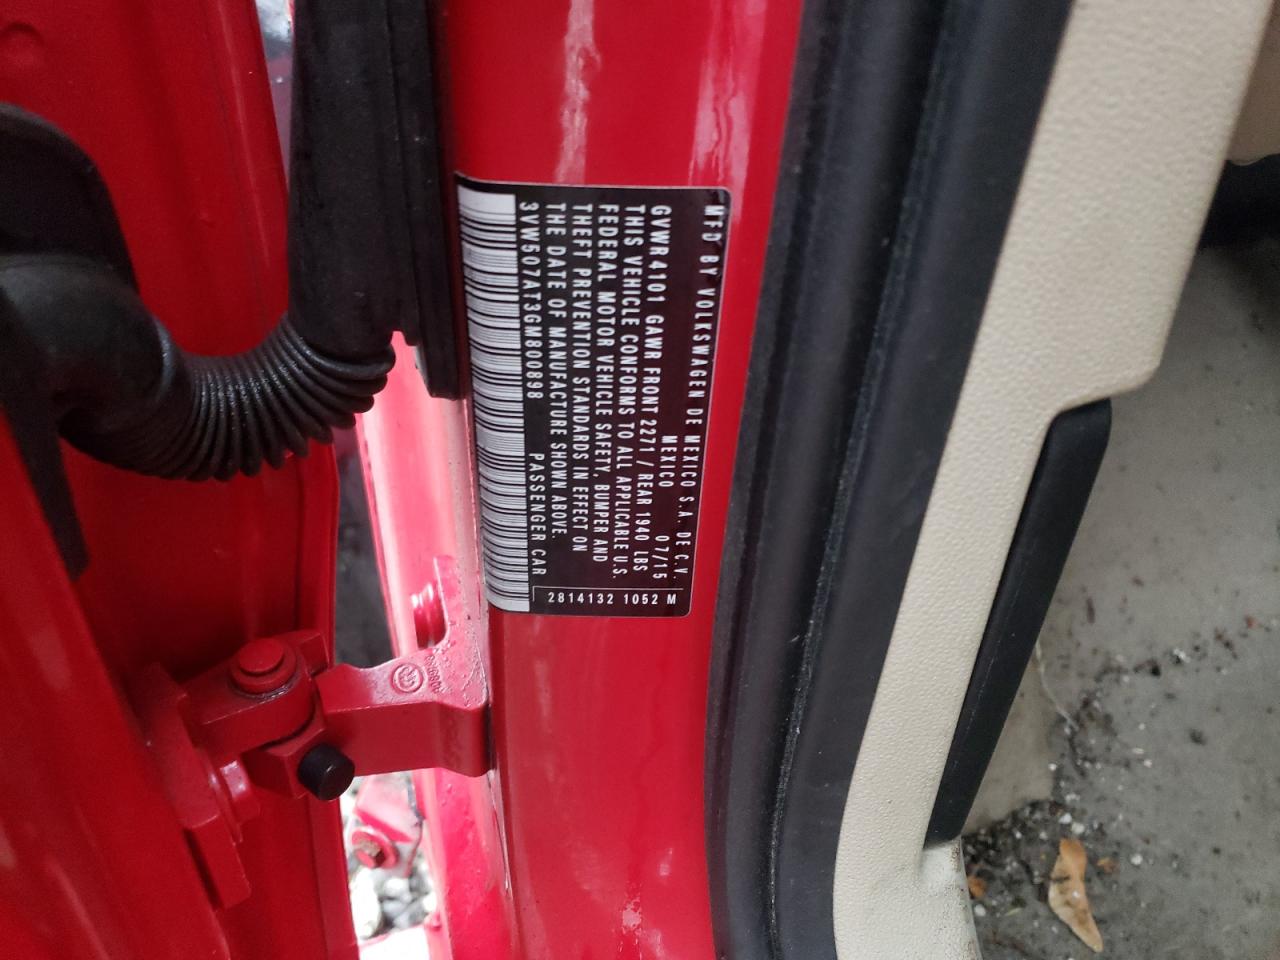 MFD BY VOLKSWAGEN DE MEXICO S.A. DE C.V.
MEXICO 07/15
GVWR 4101 GAWR FRONT 2271 / REAR 1940 LBS
THIS VEHICLE CONFORMS TO ALL APPLICABLE U.S.
FEDERAL MOTOR VEHICLE SAFETY, BUMPER AND
THEFT PREVENTION STANDARDS IN EFFECT ON
THE DATE OF MANUFACTURE SHOWN ABOVE.
3VW507AT3GM800898 PASSENGER CAR
2814132 1052 M